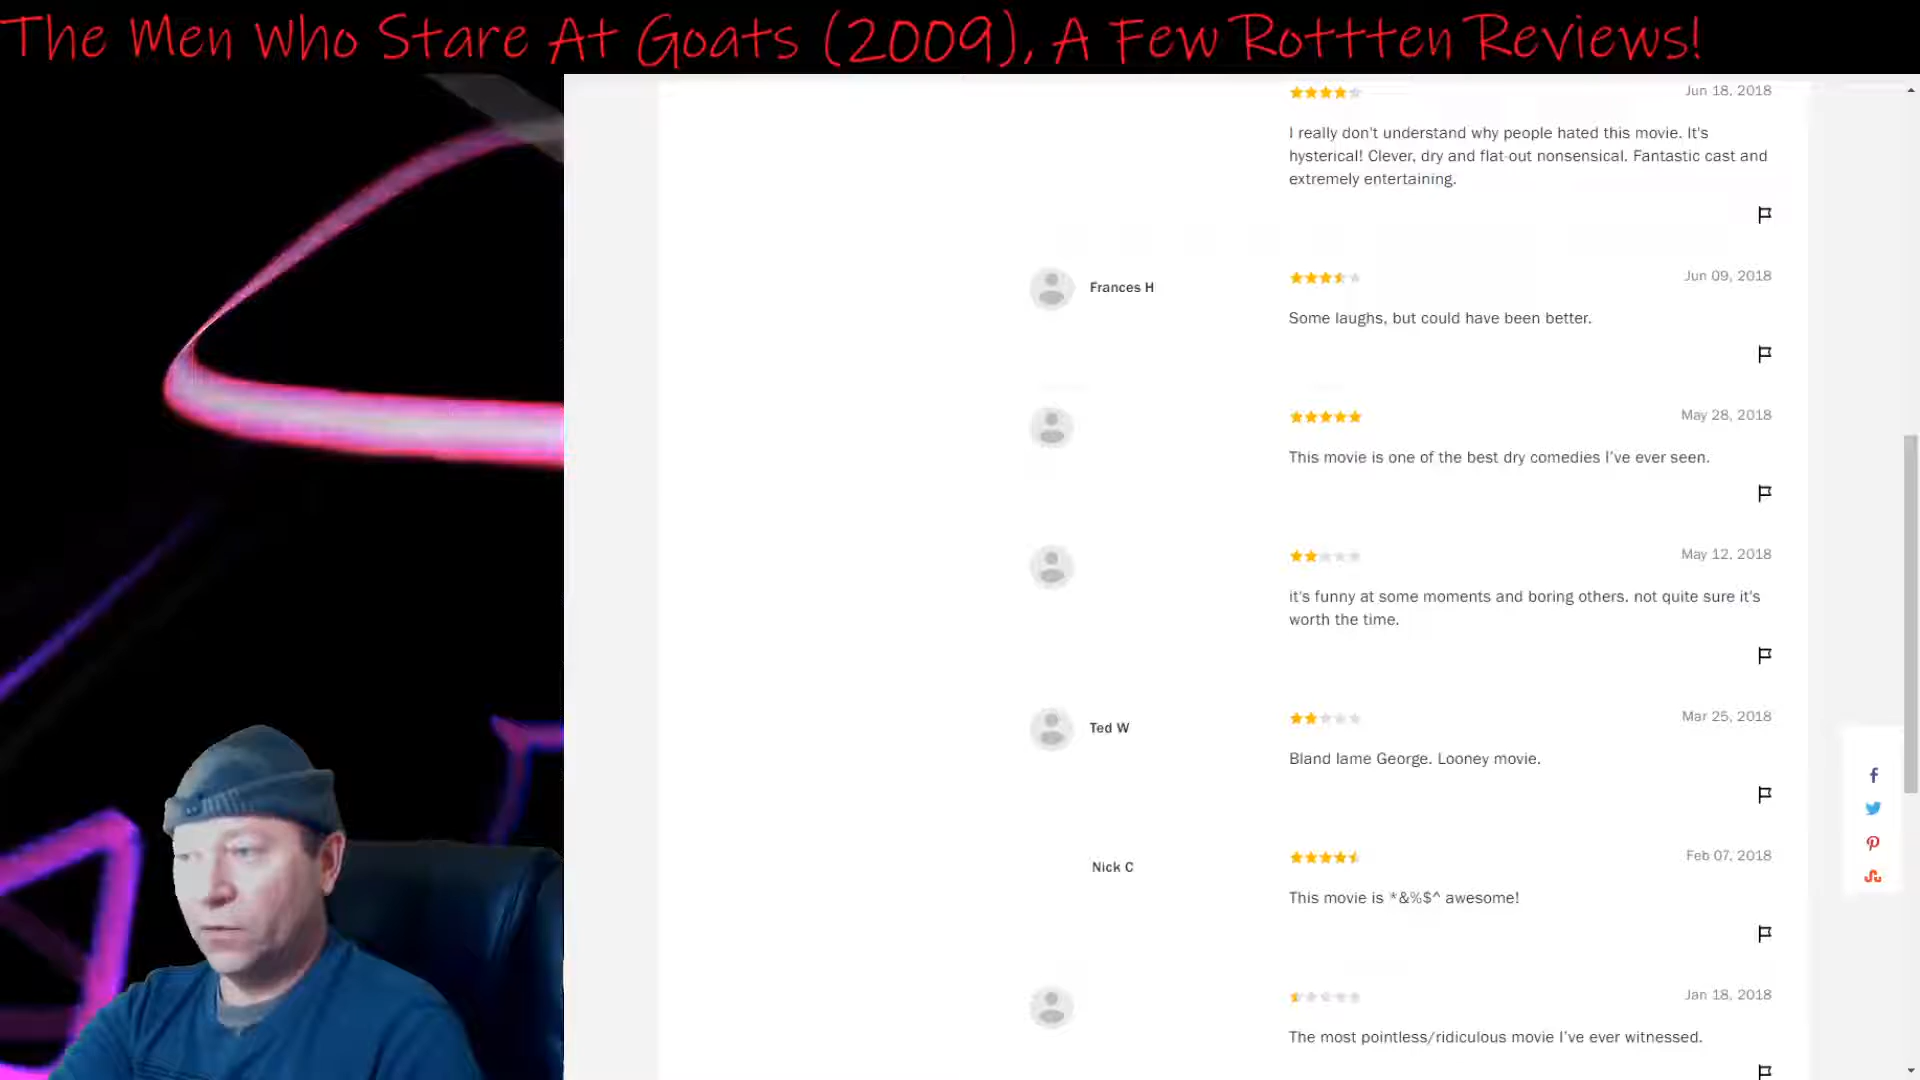 The Men Who Stare At Goats (2009), A Few Rottten Reviews!
Jun 18, 2018
I really don't understand why people hated this movie. It's
hysterical! Clever, dry and flat-out nonsensical. Fantastic cast and
extremely entertaining.
Frances H
Jun 09, 2018
Some laughs, but could have been better.
May 28, 2018
This movie is one of the best dry comedies I've ever seen.
May 12, 2018
it's funny at some moments and boring others. not quite sure it's
worth the time.
Ted W
Mar 25, 2018
Bland lame George. Looney movie.
Nick C
Feb 07, 2018
This movie is *&%$^ awesome!
Jan 18, 2018
The most pointless/ridiculous movie I've ever witnessed.